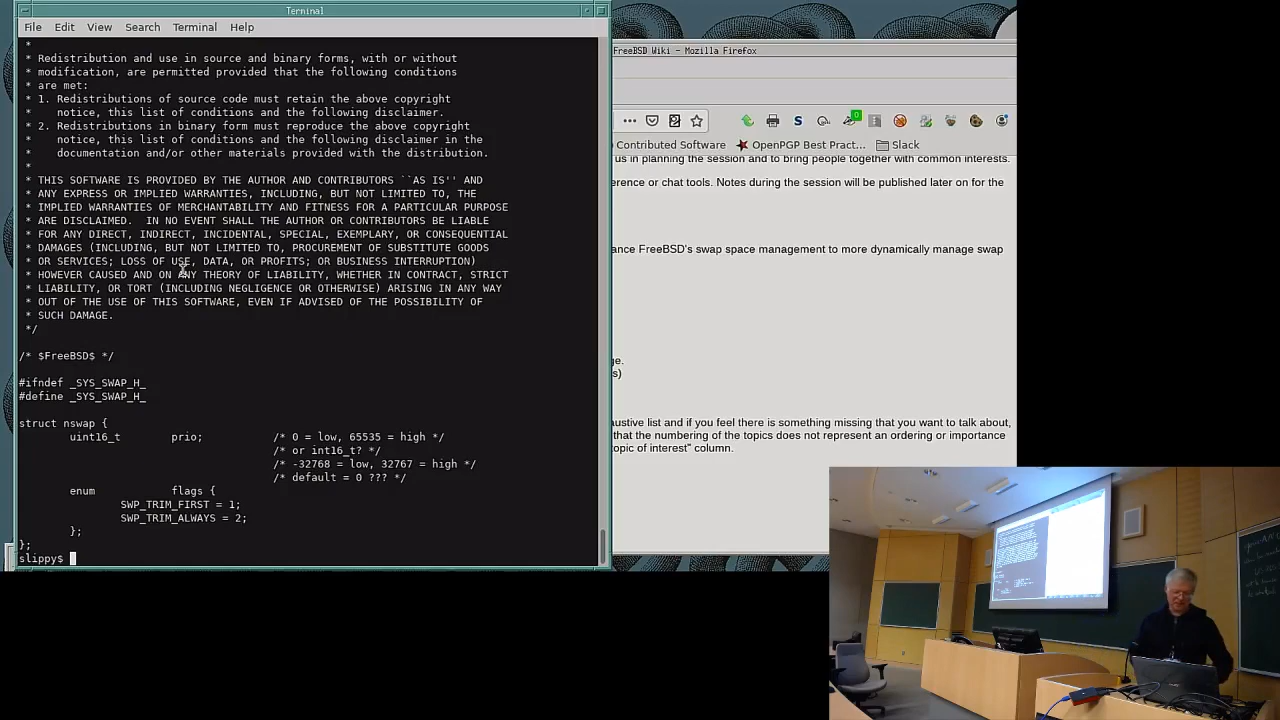 Terminal
File Edit View Search Terminal Help
*
* Redistribution and use in source and binary forms, with or without
* modification, are permitted provided that the following conditions
* are met:
* 1. Redistributions of source code must retain the above copyright
*    notice, this list of conditions and the following disclaimer.
* 2. Redistributions in binary form must reproduce the above copyright
*    notice, this list of conditions and the following disclaimer in the
*    documentation and/or other materials provided with the distribution.
*
* THIS SOFTWARE IS PROVIDED BY THE AUTHOR AND CONTRIBUTORS ``AS IS'' AND
* ANY EXPRESS OR IMPLIED WARRANTIES, INCLUDING, BUT NOT LIMITED TO, THE
* IMPLIED WARRANTIES OF MERCHANTABILITY AND FITNESS FOR A PARTICULAR PURPOSE
* ARE DISCLAIMED.  IN NO EVENT SHALL THE AUTHOR OR CONTRIBUTORS BE LIABLE
* FOR ANY DIRECT, INDIRECT, INCIDENTAL, SPECIAL, EXEMPLARY, OR CONSEQUENTIAL
* DAMAGES (INCLUDING, BUT NOT LIMITED TO, PROCUREMENT OF SUBSTITUTE GOODS
* OR SERVICES; LOSS OF USE, DATA, OR PROFITS; OR BUSINESS INTERRUPTION)
* HOWEVER CAUSED AND ON ANY THEORY OF LIABILITY, WHETHER IN CONTRACT, STRICT
* LIABILITY, OR TORT (INCLUDING NEGLIGENCE OR OTHERWISE) ARISING IN ANY WAY
* OUT OF THE USE OF THIS SOFTWARE, EVEN IF ADVISED OF THE POSSIBILITY OF
* SUCH DAMAGE.
*/
/* $FreeBSD$ */
#ifndef _SYS_SWAP_H_
#define _SYS_SWAP_H_
struct nswap {
uint16_t prio; /* 0 = low, 65535 = high */
/* or int16_t? */
/* -32768 = low, 32767 = high */
/* default = 0 ??? */
enum flags {
SWP_TRIM_FIRST = 1;
SWP_TRIM_ALWAYS = 2;
};
};
slippy$
FreeBSD Wiki - Mozilla Firefox
0
Contributed Software OpenPGP Best Pract... Slack
us in planning the session and to bring people together with common interests.
erence or chat tools. Notes during the session will be published later on for the
ance FreeBSD's swap space management to more dynamically manage swap
ge.
s)
austive list and if you feel there is something missing that you want to talk about,
that the numbering of the topics does not represent an ordering or importance
opic of interest" column.